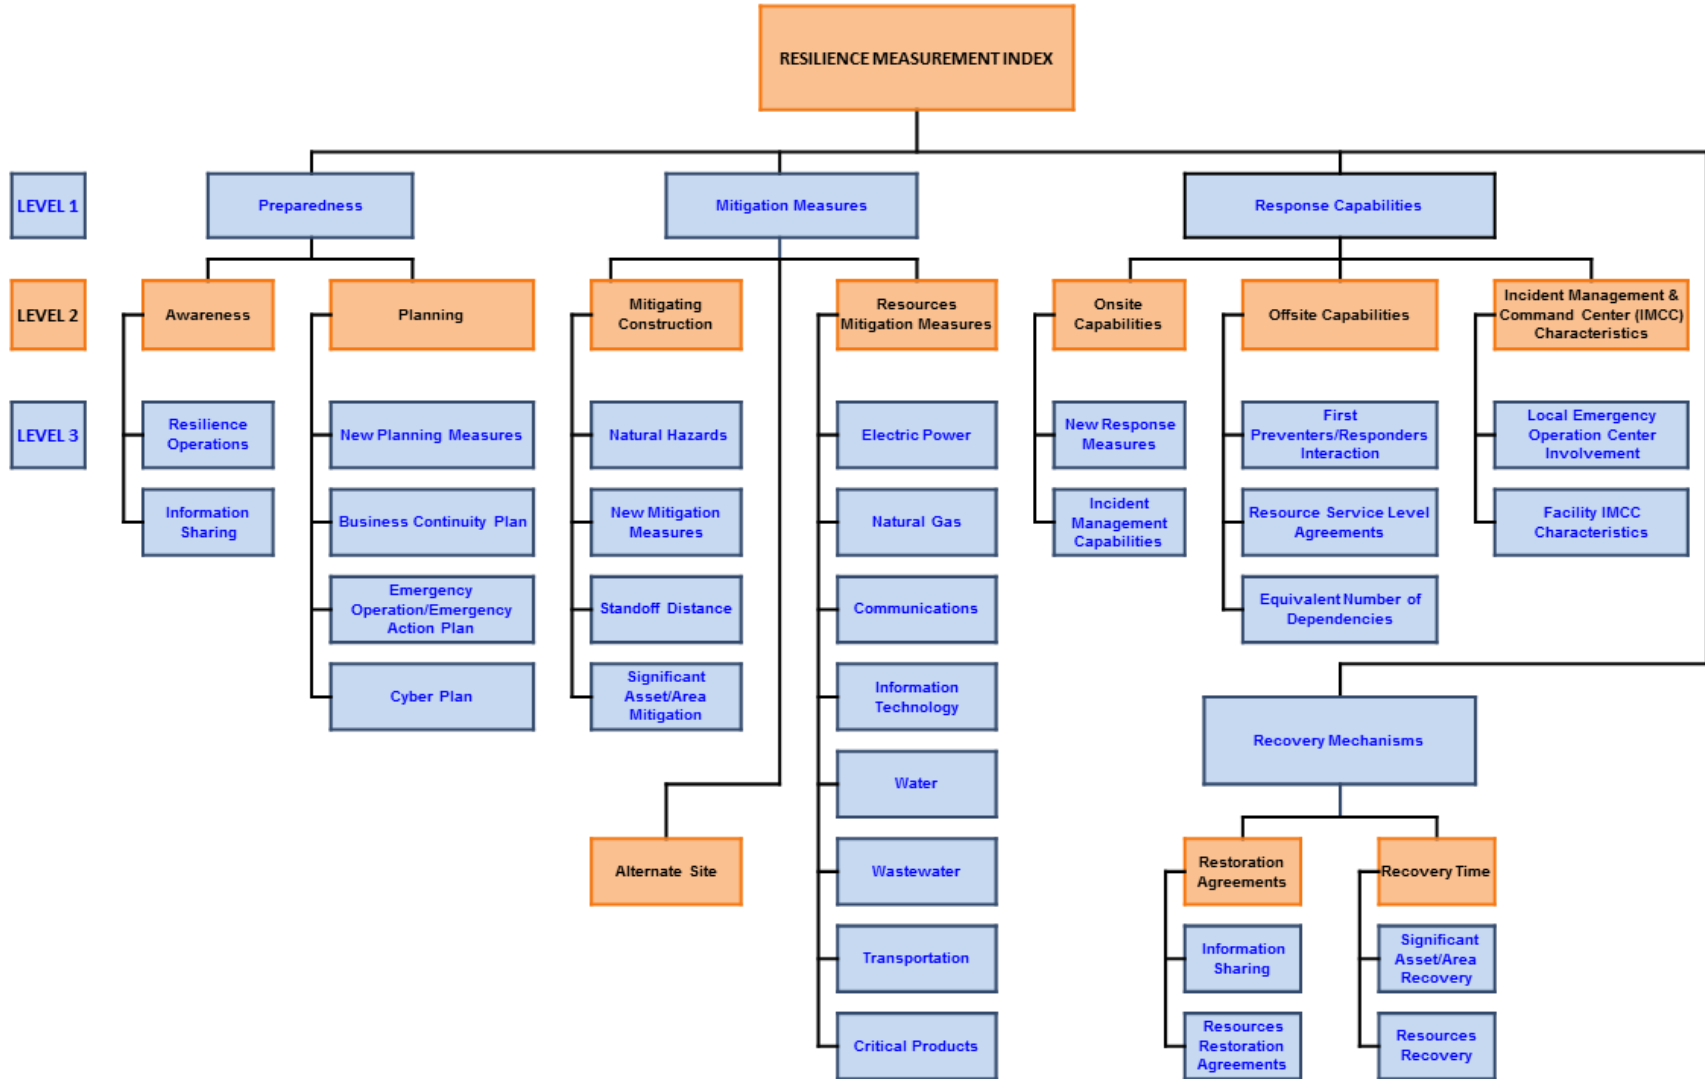 RESILIENCE MEASUREMENT INDEX
LEVEL 1
Preparedness
Mitigation Measures
Response Capabilities
LEVEL 2
Awareness
Planning
Mitigating
Construction
Resources
Mitigation Measures
Onsite
Capabilities
Offsite Capabilities
Incident Management &
Command Center (IMCC)
Characteristics
LEVEL 3
Resilience
Operations
New Planning Measures
Natural Hazards
Electric Power
New Response
Measures
First
Preventers/Responders
Interaction
Local Emergency
Operation Center
Involvement
Information
Sharing
Business Continuity Plan
New Mitigation
Measures
Natural Gas
Incident
Management
Capabilities
Resource Service Level
Agreements
Facility IMCC
Characteristics
Emergency
Operation/Emergency
Action Plan
Standoff Distance
Communications
Equivalent Number of
Dependencies
Cyber Plan
Significant
Asset/Area
Mitigation
Information
Technology
Recovery Mechanisms
Water
Alternate Site
Wastewater
Restoration
Agreements
Recovery Time
Transportation
Information
Sharing
Significant
Asset/Area
Recovery
Critical Products
Resources
Restoration
Agreements
Resources
Recovery